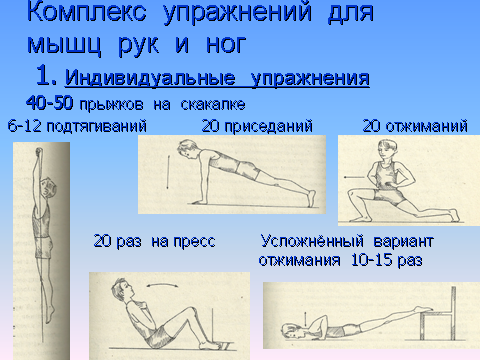 Комплекс упражнений для
мышц рук и ног
1. Индивидуальные упражнения
40-50 прыжков на скакалке
6-12 подтягиваний 20 приседаний 20 отжиманий
20 раз на пресс Усложнённый вариант
отжимания 10-15 раз